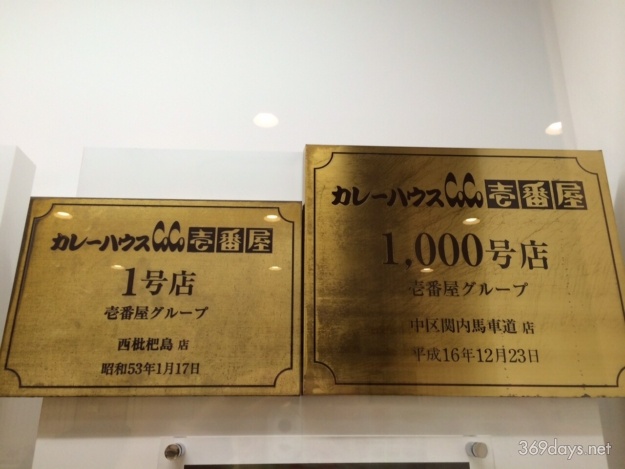 カレーハウスCoCo壱番屋
1号店
壱番屋グループ
西枇杷島 店
昭和53年1月17日
カレーハウスCoCo壱番屋
1,000号店
壱番屋グループ
中区関内馬車道 店
平成16年12月23日
369days.net